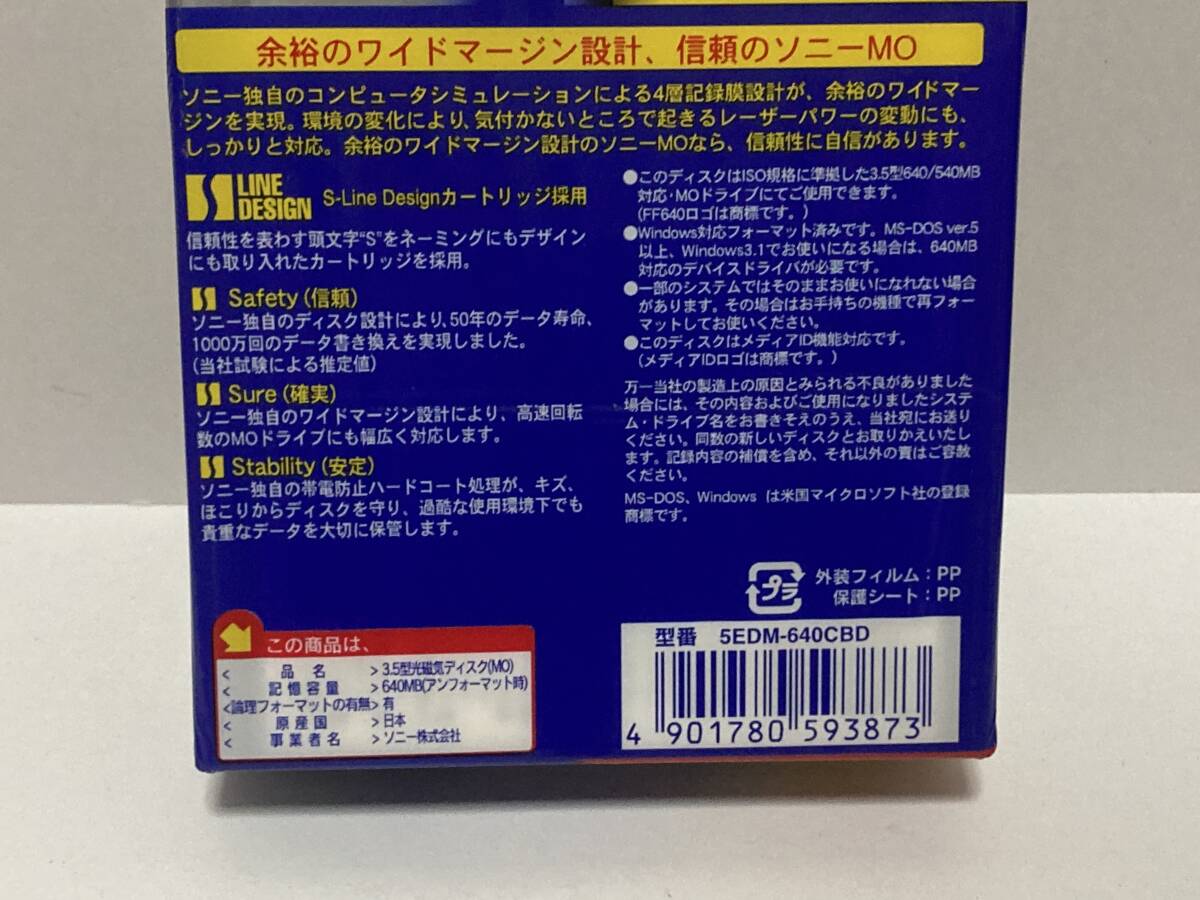 余裕のワイドマージン設計、信頼のソニーMO
ソニー独自のコンピュータシミュレーションによる4層記録膜設計が、余裕のワイドマー
ジンを実現。環境の変化により、気付かないところで起きるレーザーパワーの変動にも、
しっかりと対応。余裕のワイドマージン設計のソニーMOなら、信頼性に自信があります。
S LINE
DESIGN
S-Line Designカートリッジ採用
信頼性を表わす頭文字“S”をネーミングにもデザイン
にも取り入れたカートリッジを採用。
S Safety（信頼）
ソニー独自のディスク設計により、50年のデータ寿命、
1000万回のデータ書き換えを実現しました。
(当社試験による推定値)
S Sure（確実）
ソニー独自のワイドマージン設計により、高速回転
数のMOドライブにも幅広く対応します。
S Stability（安定）
ソニー独自の帯電防止ハードコート処理が、キズ、
ほこりからディスクを守り、過酷な使用環境下でも
貴重なデータを大切に保管します。
●このディスクはISO規格に準拠した3.5型640/540MB
対応・MOドライブにてご使用できます。
(FF640ロゴは商標です。)
●Windows対応フォーマット済みです。MS-DOS ver.5
以上、Windows3.1でお使いになる場合は、640MB
対応のデバイスドライバが必要です。
●一部のシステムではそのままお使いになれない場合
があります。その場合はお手持ちの機種で再フォー
マットしてお使いください。
●このディスクはメディアID機能対応です。
(メディアIDロゴは商標です。)
万一当社の製造上の原因とみられる不良がありました
場合には、その内容およびご使用になりましたシステ
ム・ドライブ名をお書きそえのうえ、当社宛にお送り
ください。同数の新しいディスクとお取りかえいたし
ます。記録内容の補償を含め、それ以外の責はご容赦
ください。
MS-DOS、Windows は米国マイクロソフト社の登録
商標です。
プラ
外装フィルム：PP
保護シート：PP
この商品は、
< 品名 > 3.5型光磁気ディスク(MO)
< 記憶容量 > 640MB(アンフォーマット時)
<論理フォーマットの有無> 有
< 原産国 > 日本
< 事業者名 > ソニー株式会社
型番 5EDM-640CBD
4 901780 593873